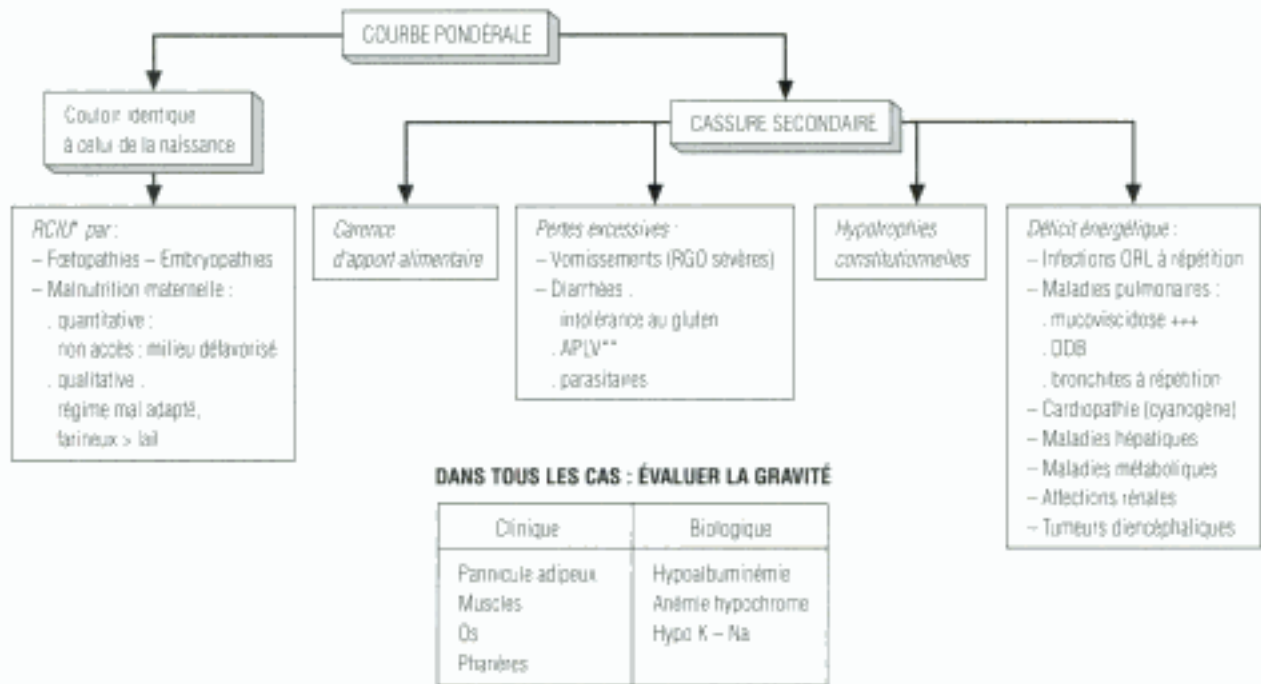 COURBE PONDÉRALE
Couloir identique
à celui de la naissance
CASSURE SECONDAIRE
RCIU* par :
– Fœtopathies – Embryopathies
– Malnutrition maternelle :
. quantitative :
non accès : milieu défavorisé
. qualitative .
régime mal adapté,
farineux > lait
Carence
d'apport alimentaire
Pertes excessives :
– Vomissements (RGO sévères)
– Diarrhées .
intolérance au gluten
. APLV**
. parasitaires
Hypotrophies
constitutionnelles
Déficit énergétique :
– Infections ORL à répétition
– Maladies pulmonaires :
. mucoviscidose +++
. DDB
. bronchites à répétition
– Cardiopathie (cyanogène)
– Maladies hépatiques
– Maladies métaboliques
– Affections rénales
– Tumeurs diencéphaliques
DANS TOUS LES CAS : ÉVALUER LA GRAVITÉ
Clinique
Biologique
Pannicule adipeux
Muscles
Os
Phanères
Hypoalbuminémie
Anémie hypochrome
Hypo K – Na